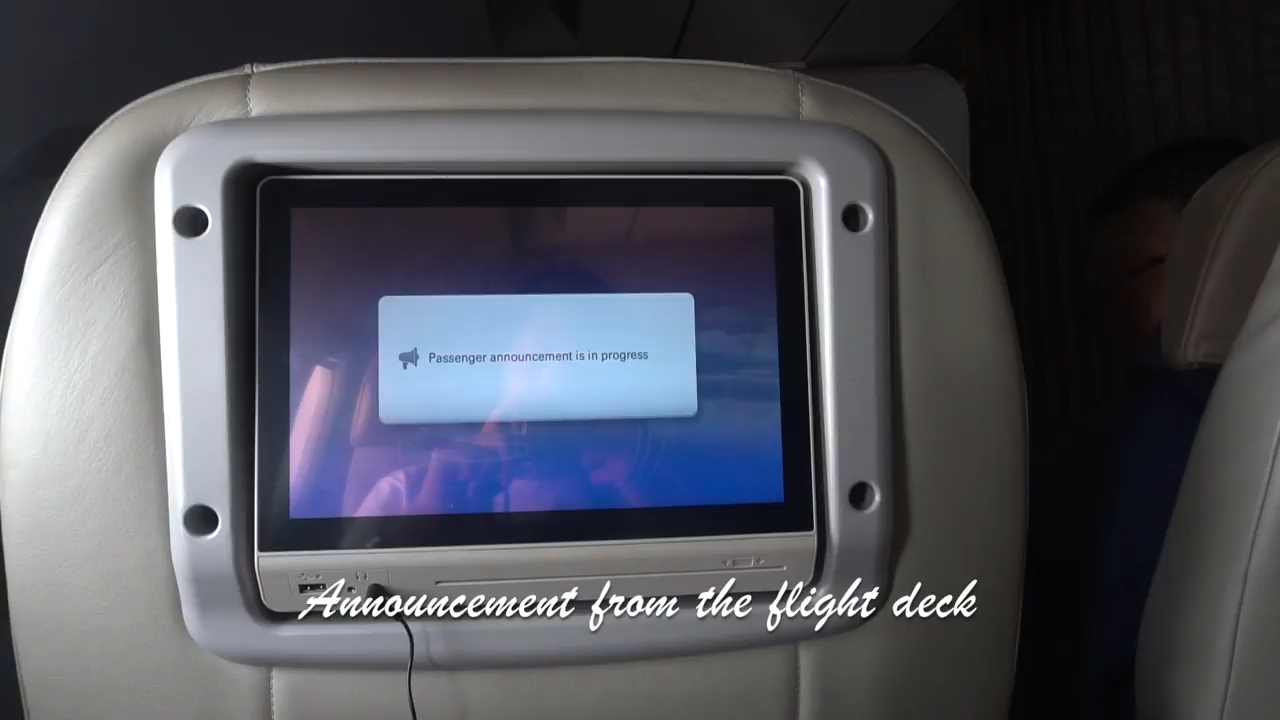 Passenger announcement is in progress
Announcement from the flight deck